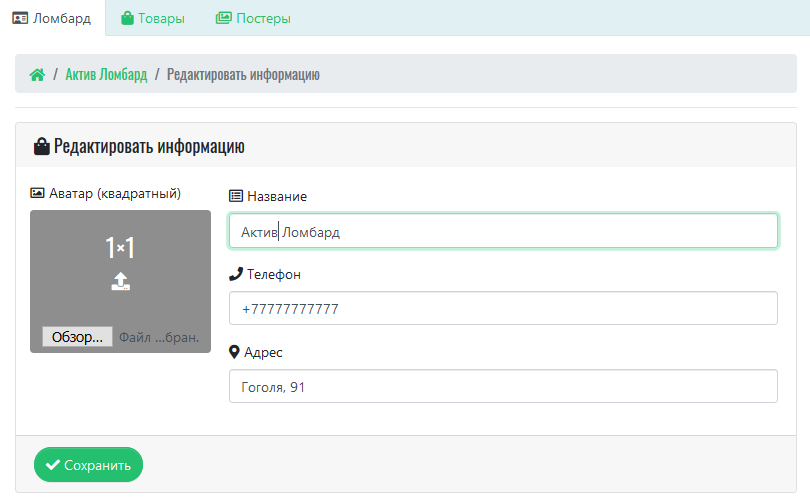 Ломбард Товары Постеры
/ Актив Ломбард / Редактировать информацию
Редактировать информацию
Аватар (квадратный)
1×1
Обзор... Файл ...бран.
Название
Актив Ломбард
Телефон
+77777777777
Адрес
Гоголя, 91
Сохранить